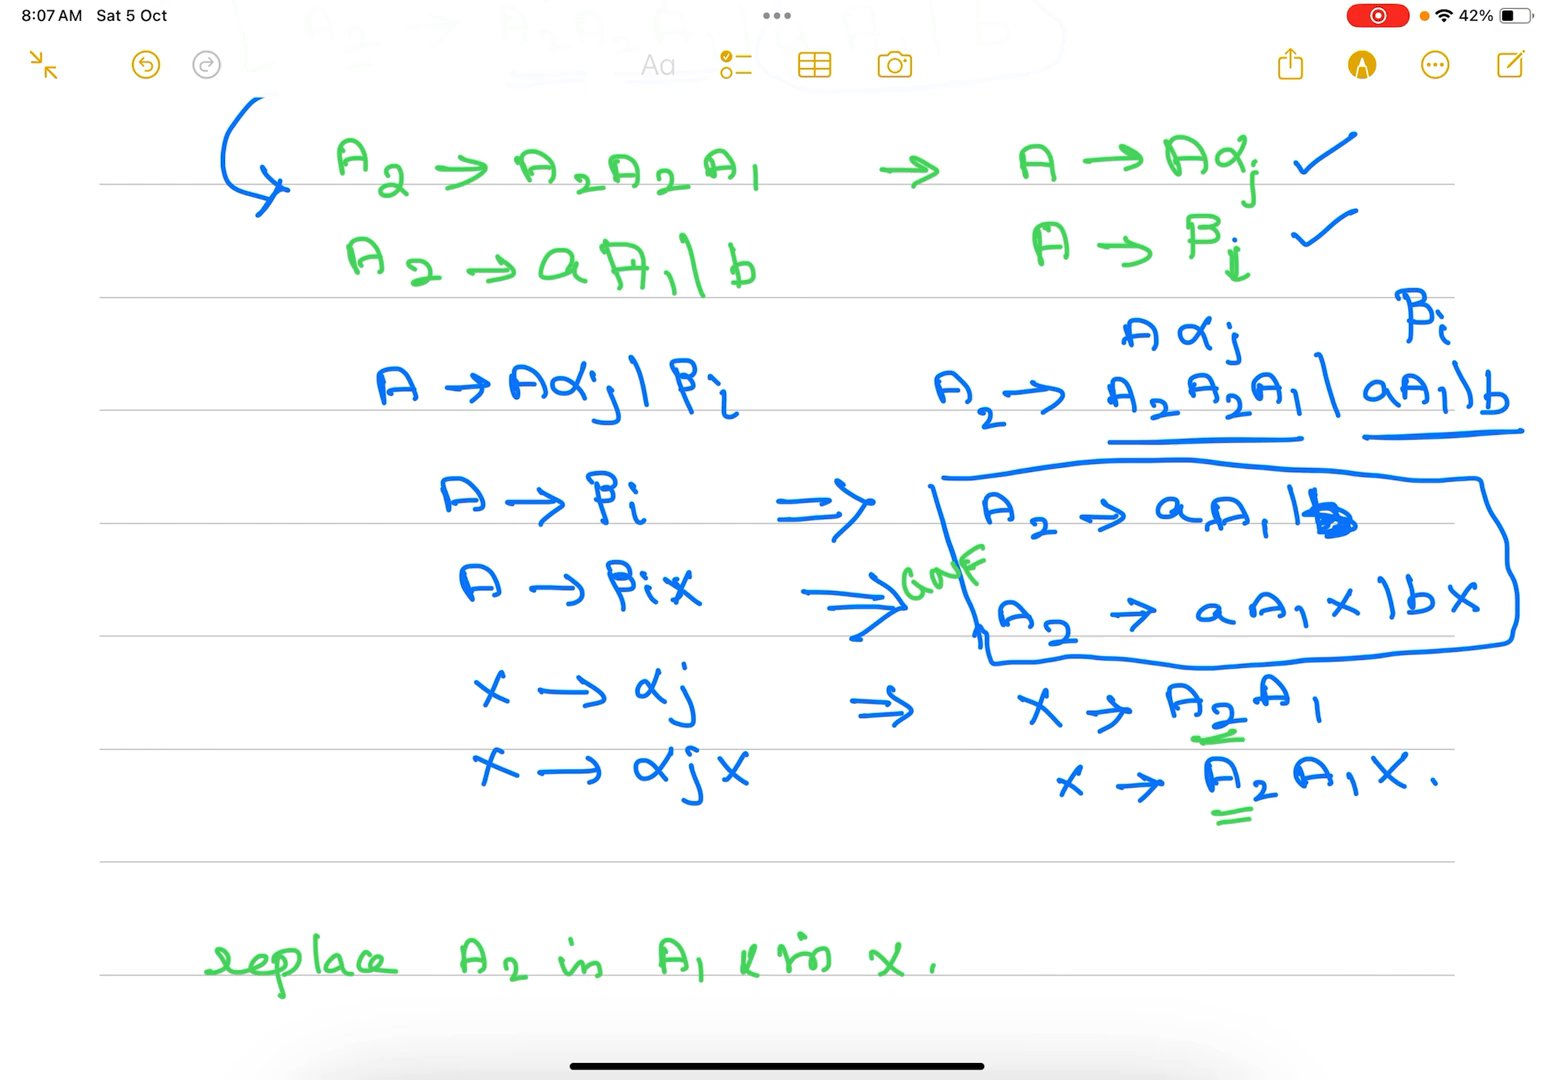 8:07 AM Sat 5 Oct 42%
Aa
A₂ → A₂A₂A₁ → A → Aαⱼ ✓
A₂ → aA₁ | b A → βᵢ ✓
Aαⱼ βᵢ
A → Aαⱼ | βᵢ A₂ → A₂A₂A₁ | aA₁ | b
A → βᵢ ⇒ A₂ → aA₁ | b
GNF
A → βᵢx ⇒ A₂ → aA₁x | bx
x → αⱼ ⇒ x → A₂A₁
x → αⱼx x → A₂A₁x.
replace A₂ in A₁ & in x.